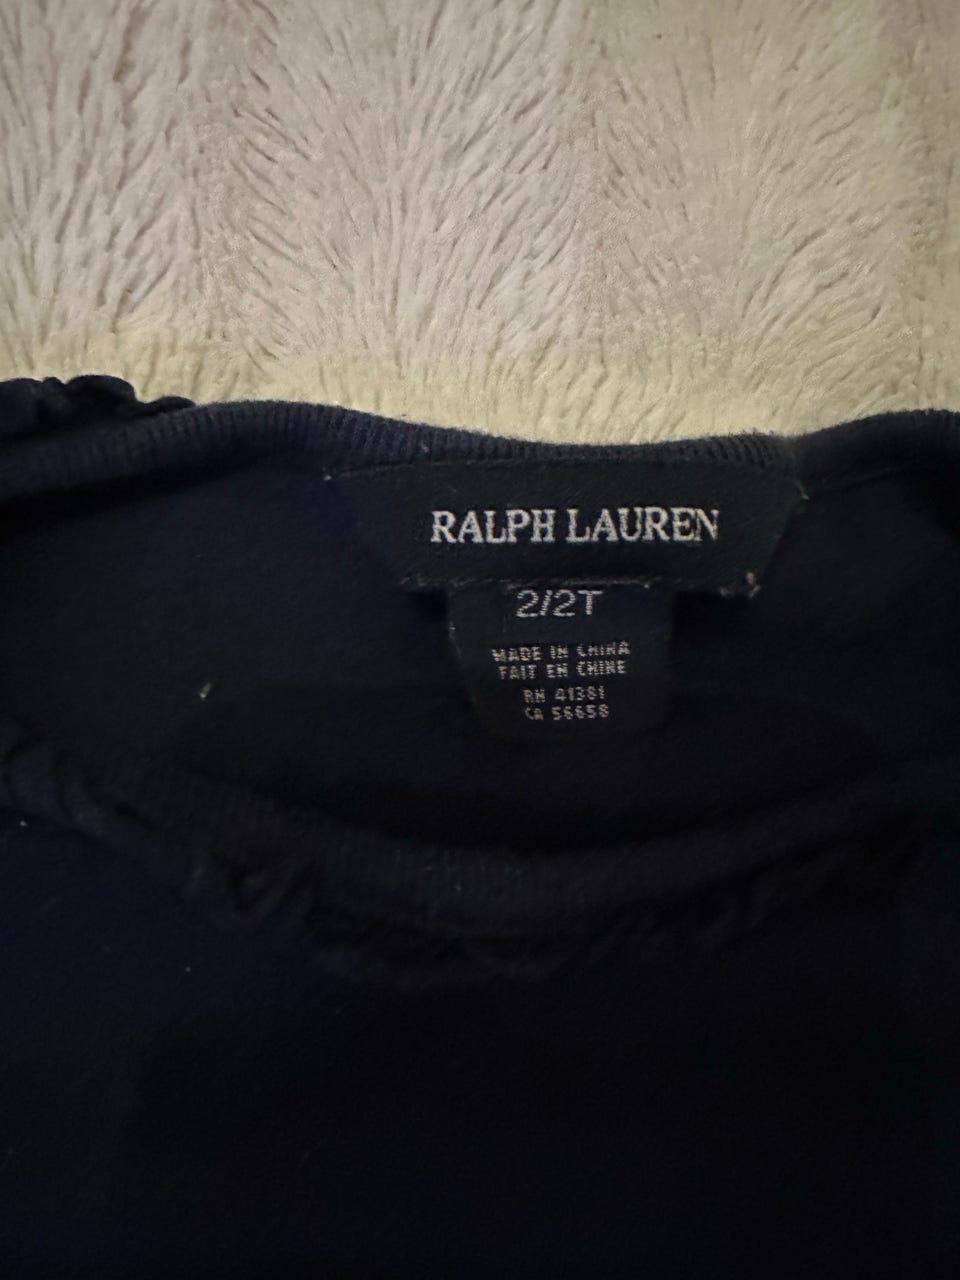 RALPH LAUREN
2/2T
MADE IN CHINA
FAIT EN CHINE
RN 41381
CA 56658